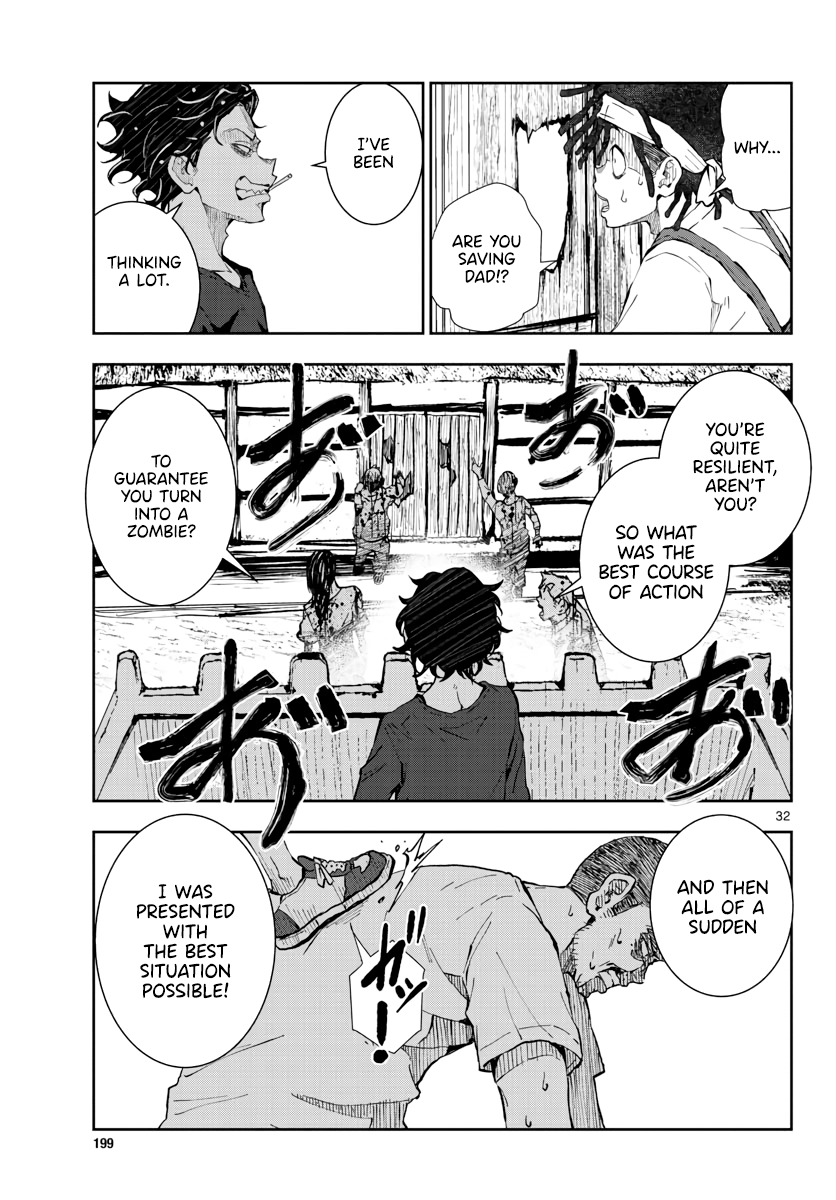 WHY...
ARE YOU
SAVING
DAD!?
I'VE
BEEN
THINKING
A LOT.
YOU'RE
QUITE
RESILIENT,
AREN'T
YOU?
SO WHAT
WAS THE
BEST COURSE
OF ACTION
TO
GUARANTEE
YOU TURN
INTO A
ZOMBIE?
あ゛
あ゛
あ゛
あ゛
32
AND THEN
ALL OF A
SUDDEN
I WAS
PRESENTED
WITH
THE BEST
SITUATION
POSSIBLE!
ガッ!
199